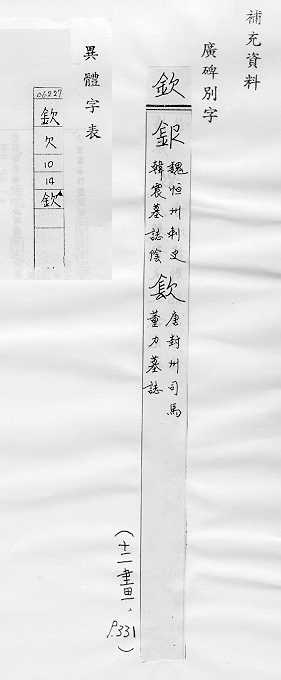 補充資料
廣碑別字
欽
魏恒州刺史
韓震墓誌陰
唐封州司馬
董力墓誌
(十二畫, P.331)
異體字表
欽
欠
10
14
欽